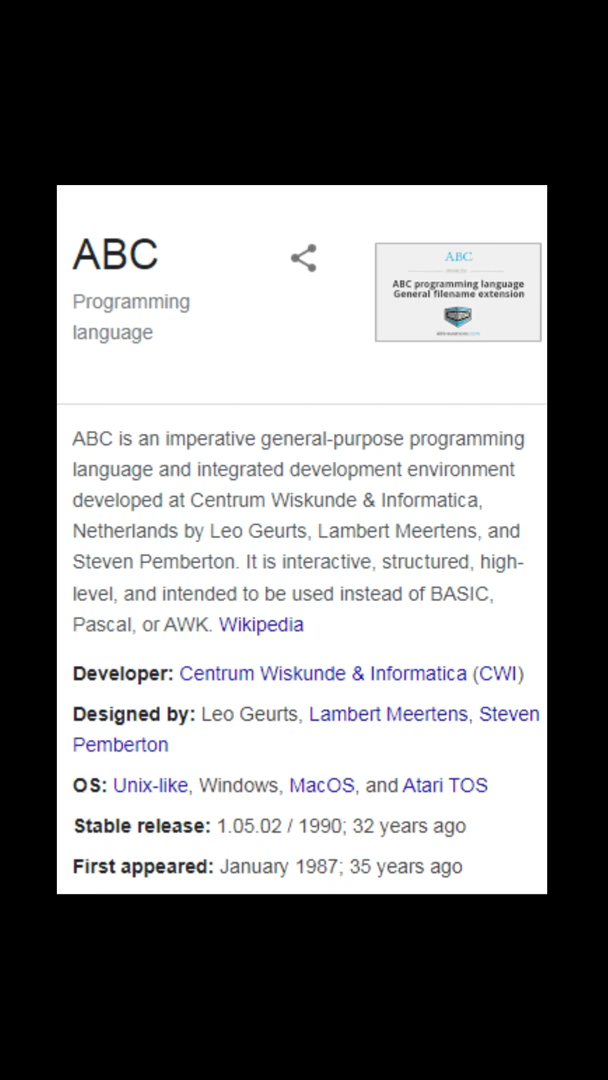 ABC
Programming
language
ABC
ABC programming language
General filename extension
ABC is an imperative general-purpose programming
language and integrated development environment
developed at Centrum Wiskunde & Informatica,
Netherlands by Leo Geurts, Lambert Meertens, and
Steven Pemberton. It is interactive, structured, high-
level, and intended to be used instead of BASIC,
Pascal, or AWK. Wikipedia
Developer: Centrum Wiskunde & Informatica (CWI)
Designed by: Leo Geurts, Lambert Meertens, Steven
Pemberton
OS: Unix-like, Windows, MacOS, and Atari TOS
Stable release: 1.05.02 / 1990; 32 years ago
First appeared: January 1987; 35 years ago